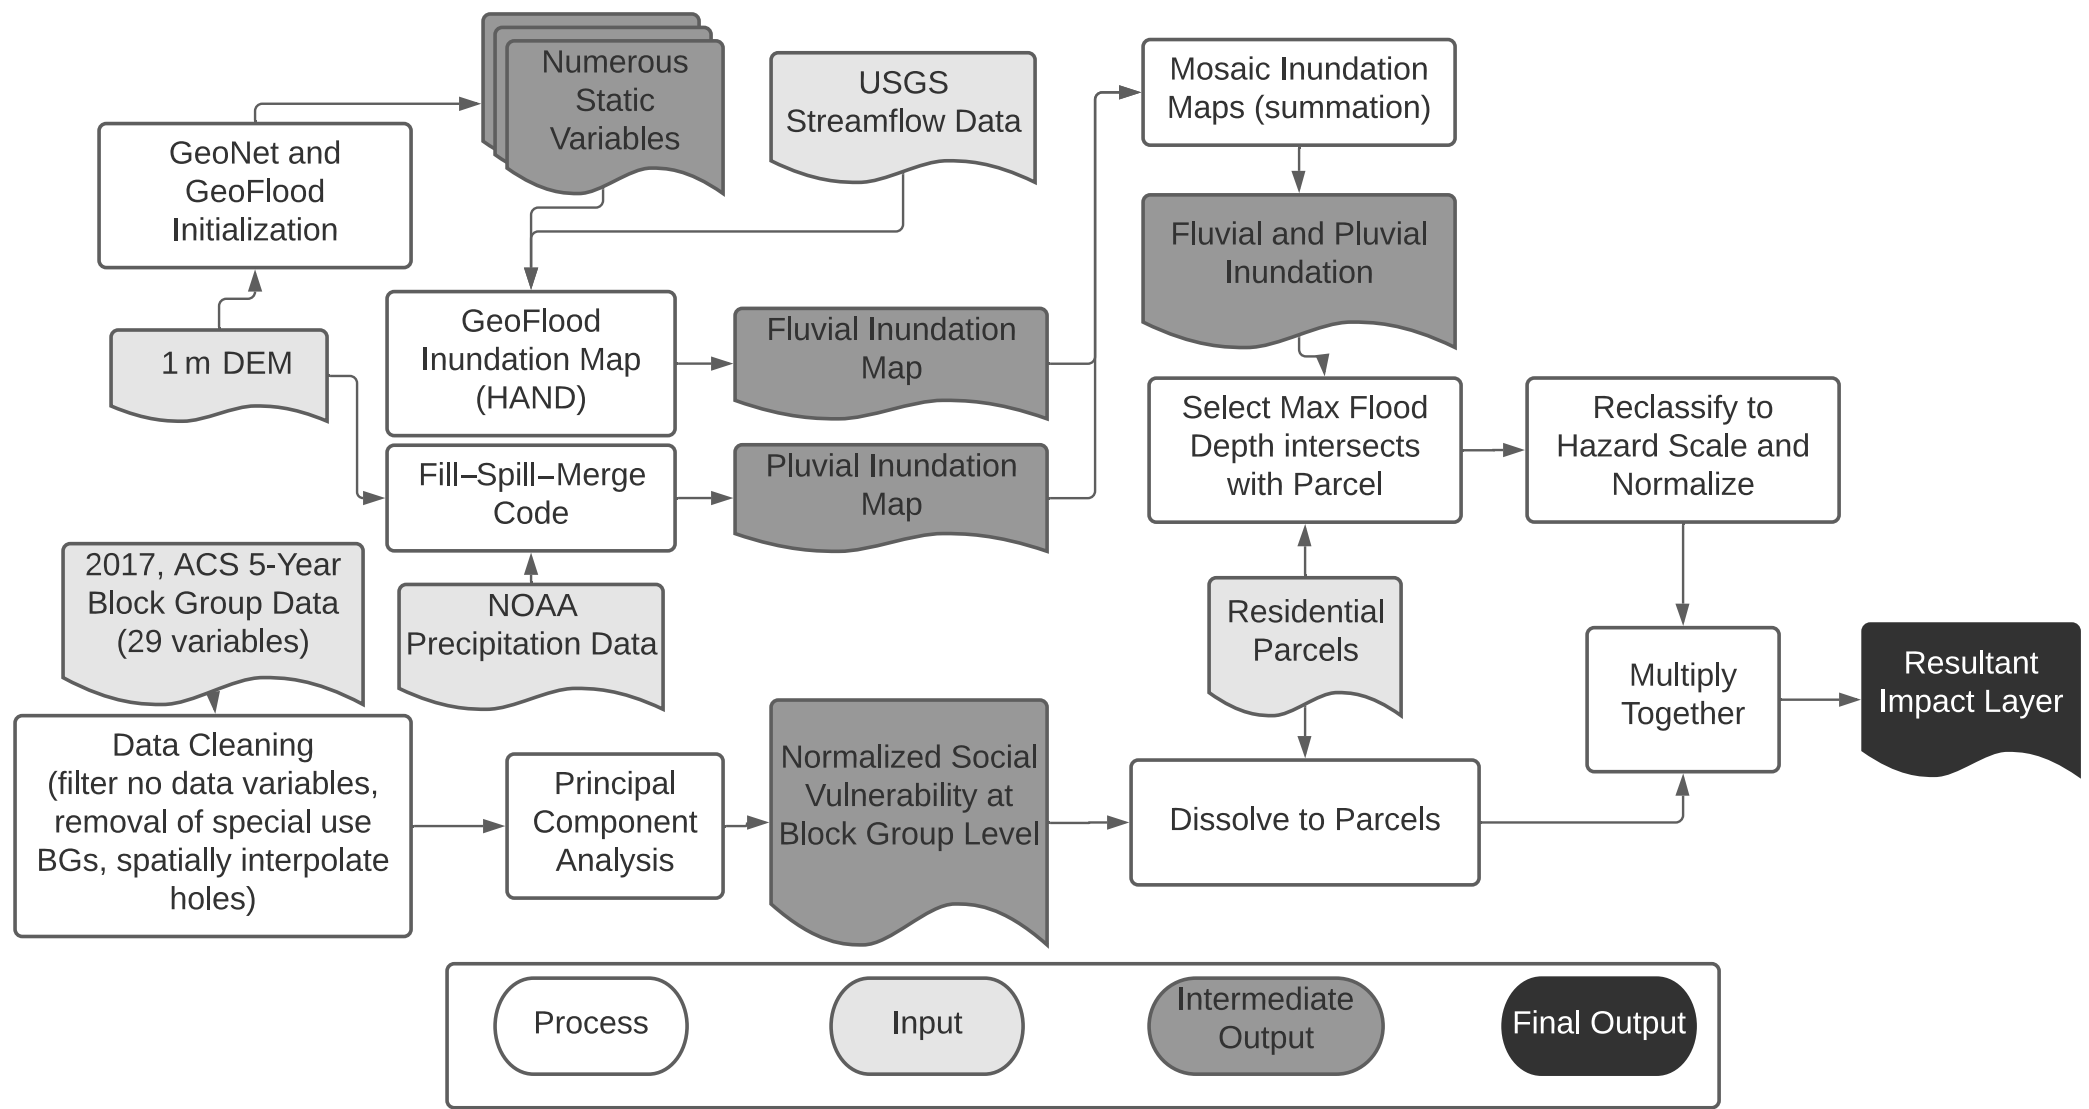 Numerous
Static
Variables
USGS
Streamflow Data
Mosaic Inundation
Maps (summation)
GeoNet and
GeoFlood
Initialization
Fluvial and Pluvial
Inundation
1 m DEM
GeoFlood
Inundation Map
(HAND)
Fluvial Inundation
Map
Select Max Flood
Depth intersects
with Parcel
Reclassify to
Hazard Scale and
Normalize
Fill–Spill–Merge
Code
Pluvial Inundation
Map
2017, ACS 5-Year
Block Group Data
(29 variables)
NOAA
Precipitation Data
Residential
Parcels
Multiply
Together
Resultant
Impact Layer
Data Cleaning
(filter no data variables,
removal of special use
BGs, spatially interpolate
holes)
Principal
Component
Analysis
Normalized Social
Vulnerability at
Block Group Level
Dissolve to Parcels
Process
Input
Intermediate
Output
Final Output